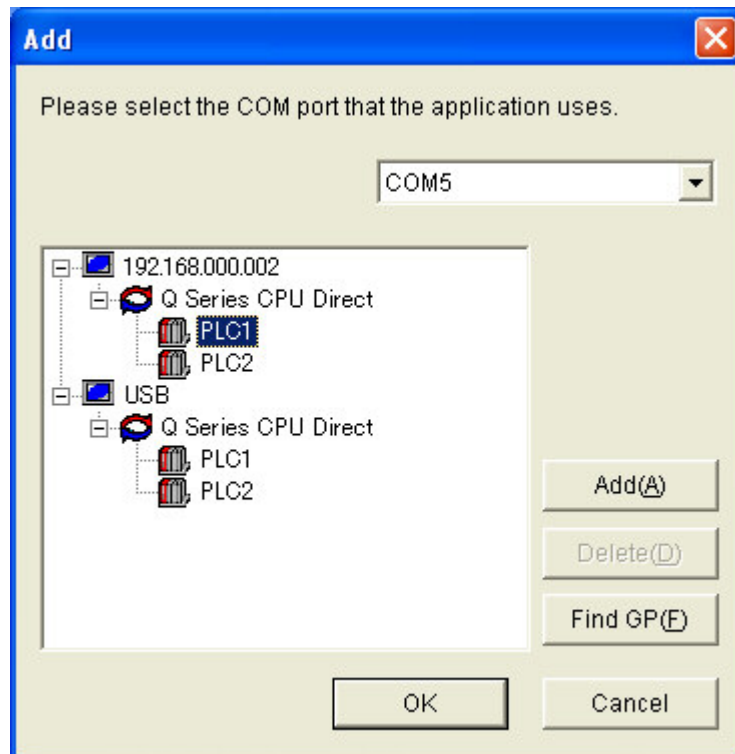 Add
Please select the COM port that the application uses.
COM5
192.168.000.002
Q Series CPU Direct
PLC1
PLC2
USB
Q Series CPU Direct
PLC1
PLC2
Add(A)
Delete(D)
Find GP(F)
OK
Cancel